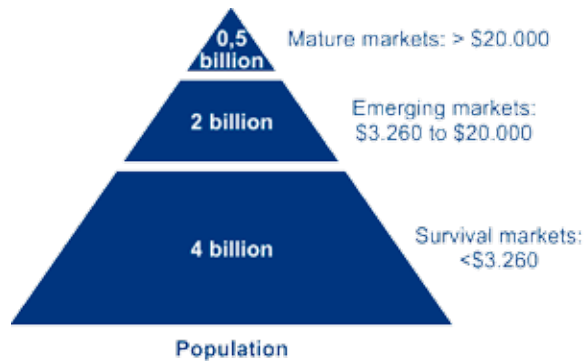 0,5
billion
Mature markets: > $20.000
2 billion
Emerging markets:
$3.260 to $20.000
4 billion
Survival markets:
<$3.260
Population